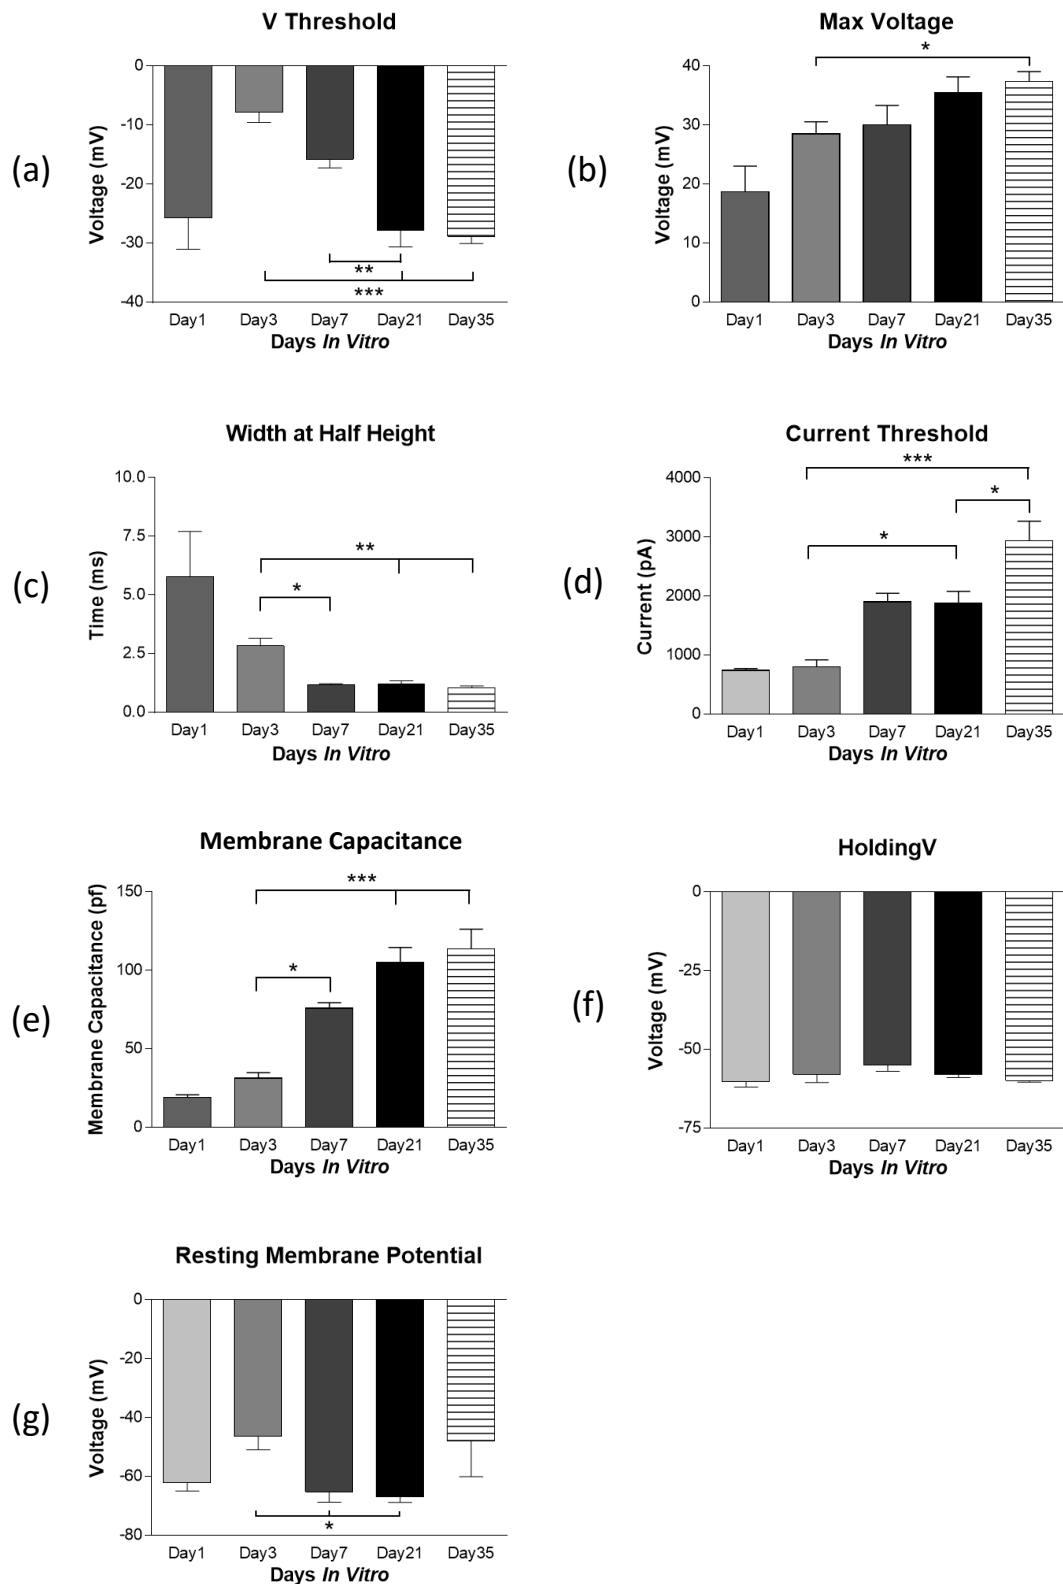 V Threshold
(a)
Voltage (mV)
0
-10
-20
-30
-40
**
***
Day1 Day3 Day7 Day21 Day35
Days In Vitro
Max Voltage
(b)
Voltage (mV)
40
30
20
10
0
*
Day1 Day3 Day7 Day21 Day35
Days In Vitro
Width at Half Height
(c)
Time (ms)
10.0
7.5
5.0
2.5
0.0
**
*
Day1 Day3 Day7 Day21 Day35
Days In Vitro
Current Threshold
(d)
Current (pA)
4000
3000
2000
1000
0
***
*
*
Day1 Day3 Day7 Day21 Day35
Days In Vitro
Membrane Capacitance
(e)
Membrane Capacitance (pf)
150
100
50
0
***
*
Day1 Day3 Day7 Day21 Day35
Days In Vitro
HoldingV
(f)
Voltage (mV)
0
-25
-50
-75
Day1 Day3 Day7 Day21 Day35
Days In Vitro
Resting Membrane Potential
(g)
Voltage (mV)
0
-20
-40
-60
-80
*
Day1 Day3 Day7 Day21 Day35
Days In Vitro